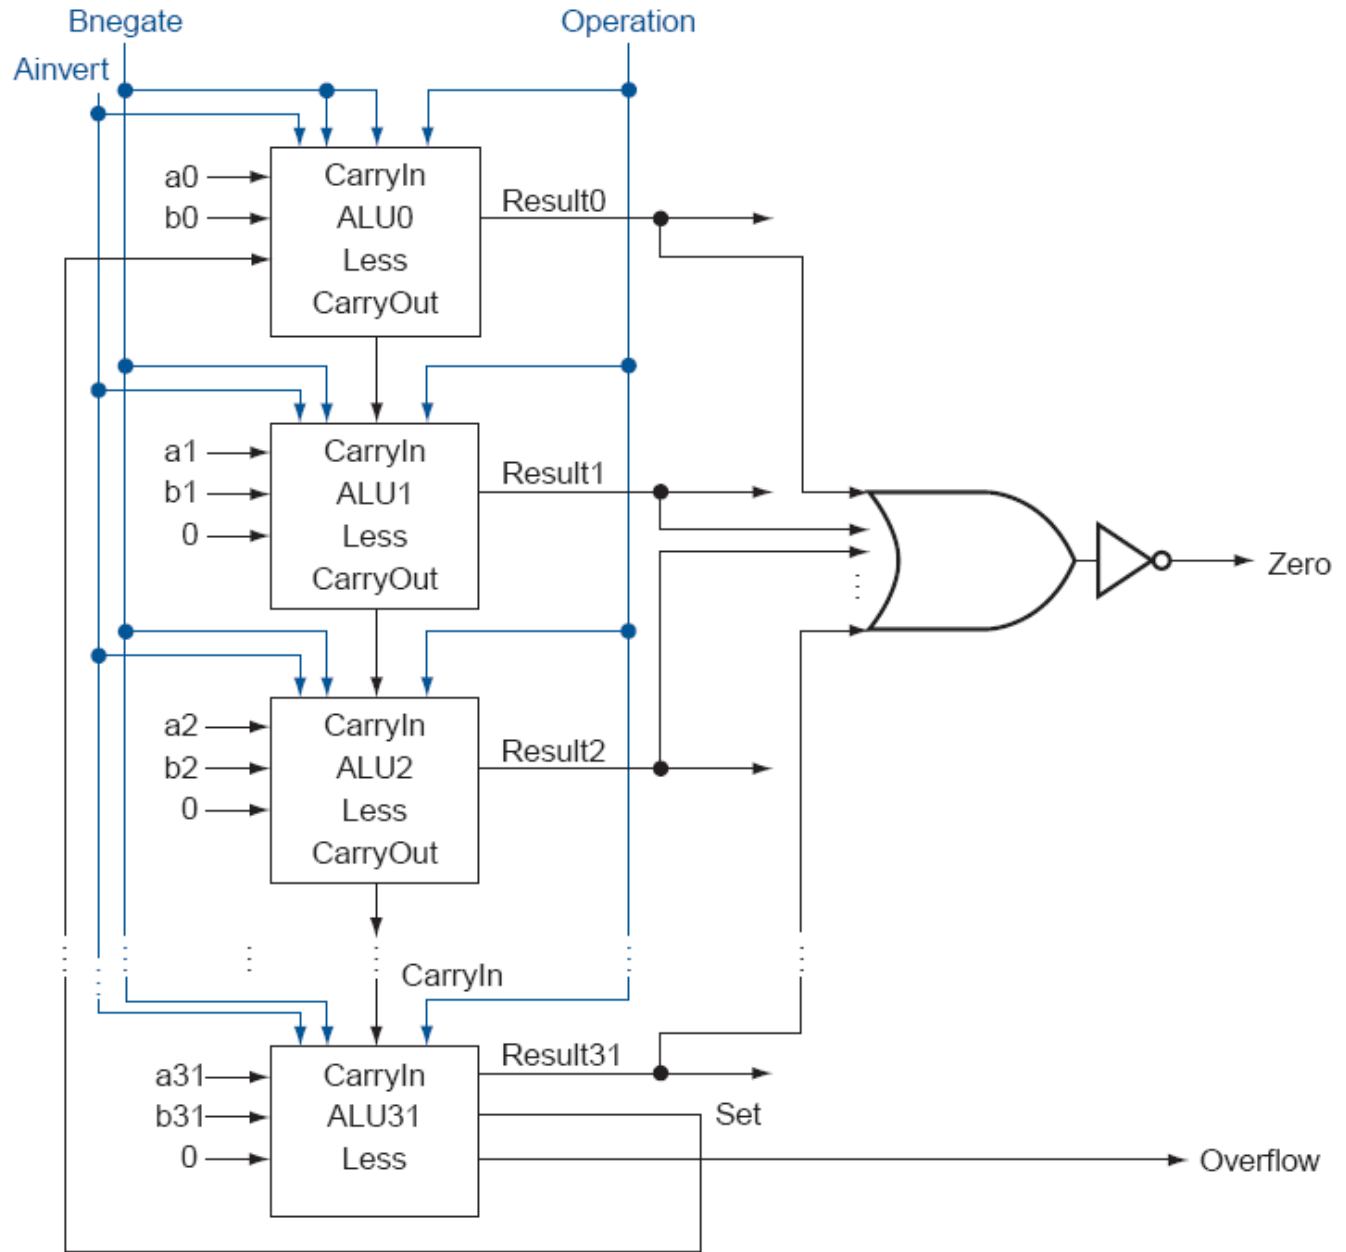 Bnegate
Operation
Ainvert
a0
CarryIn
b0
ALU0
Result0
Less
CarryOut
a1
CarryIn
b1
ALU1
Result1
0
Less
CarryOut
Zero
a2
CarryIn
b2
ALU2
Result2
0
Less
CarryOut
CarryIn
a31
CarryIn
Result31
b31
ALU31
Set
0
Less
Overflow